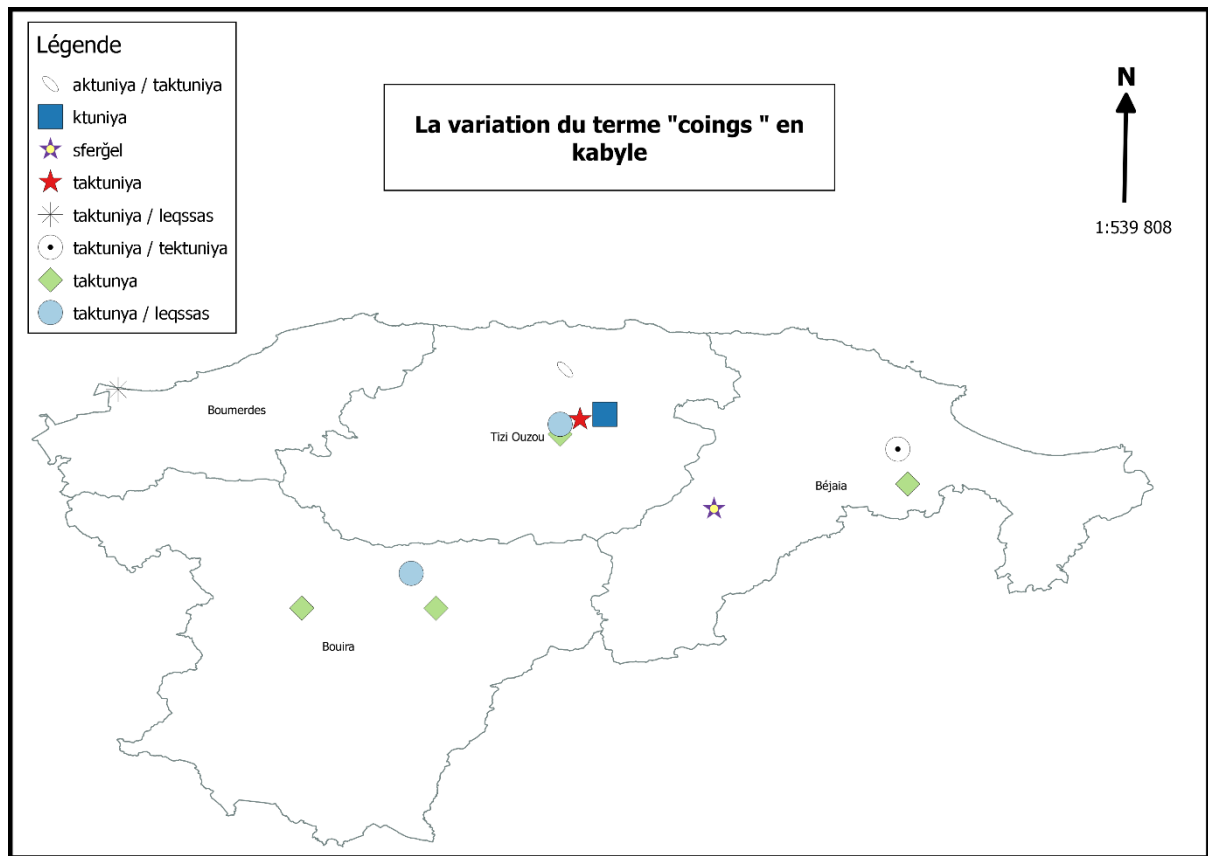 Légende
aktuniya / taktuniya
ktuniya
sferğel
taktuniya
taktuniya / leqssas
taktuniya / tektuniya
taktunya
taktunya / leqssas
La variation du terme "coings " en
kabyle
N
1:539 808
Boumerdes
Tizi Ouzou
Béjaia
Bouira